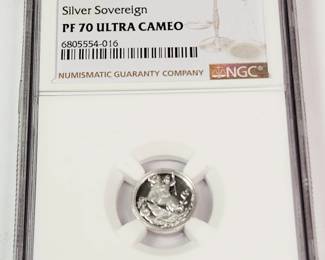 Silver Sovereign
PF 70 ULTRA CAMEO
6805554-016
NUMISMATIC GUARANTY COMPANY
NGC